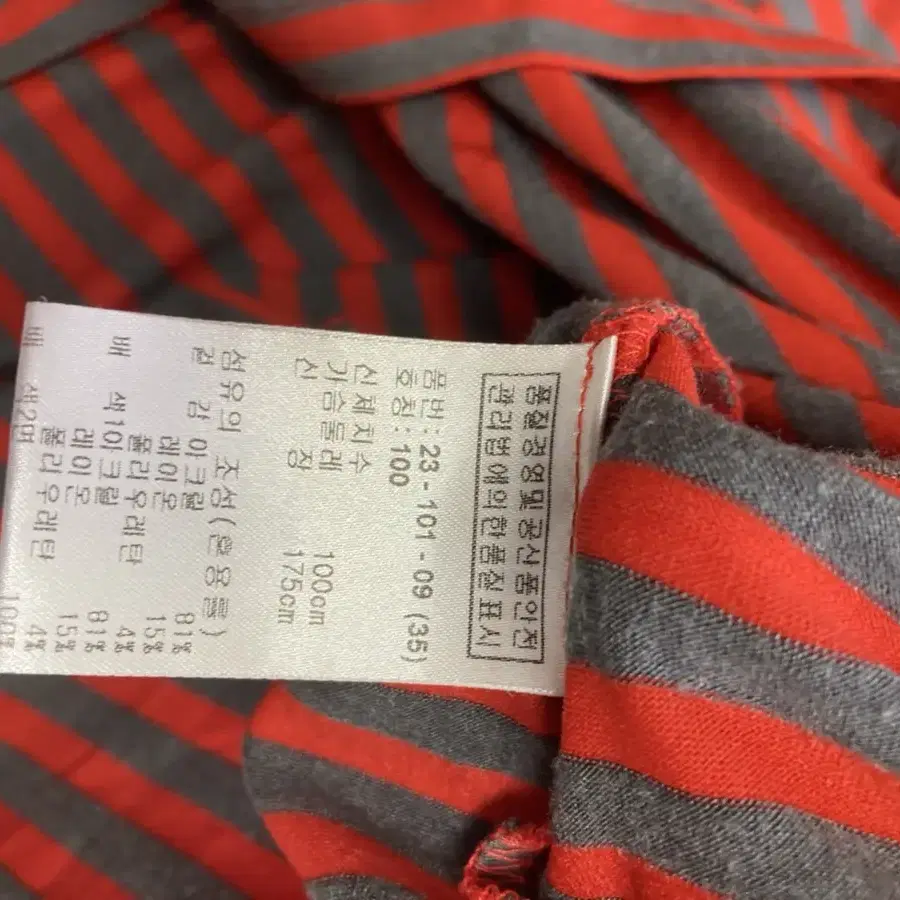 품질경영및공산품안전
관리법에의한품질표시
품번: 23 - 101 - 09 (35)
호칭: 100
신체치수
가슴둘레 100cm
신 장 175cm
섬유의 조성(혼용률)
겉 감 아크릴 81%
레이온 15%
폴리우레탄 4%
배 색1아크릴 81%
레이온 15%
폴리우레탄 4%
배 색2면 100%